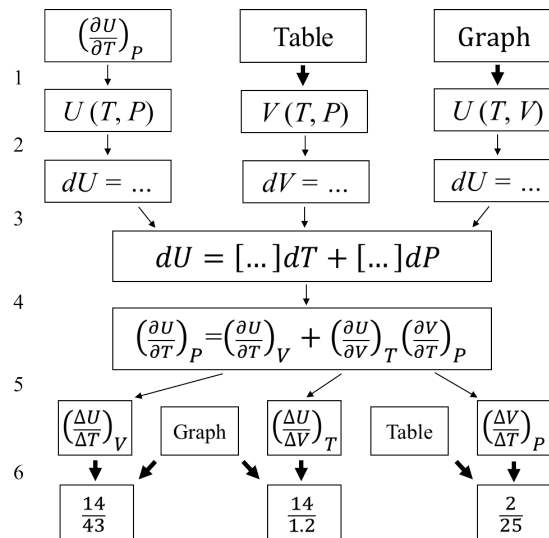 (∂U/∂T)_P Table Graph
1
U (T, P) V (T, P) U (T, V)
2
dU = ... dV = ... dU = ...
3
dU = [...]dT + [...]dP
4
(∂U/∂T)_P=(∂U/∂T)_V + (∂U/∂V)_T(∂V/∂T)_P
5
(ΔU/ΔT)_V Graph (ΔU/ΔV)_T Table (ΔV/ΔT)_P
6
14/43 14/1.2 2/25